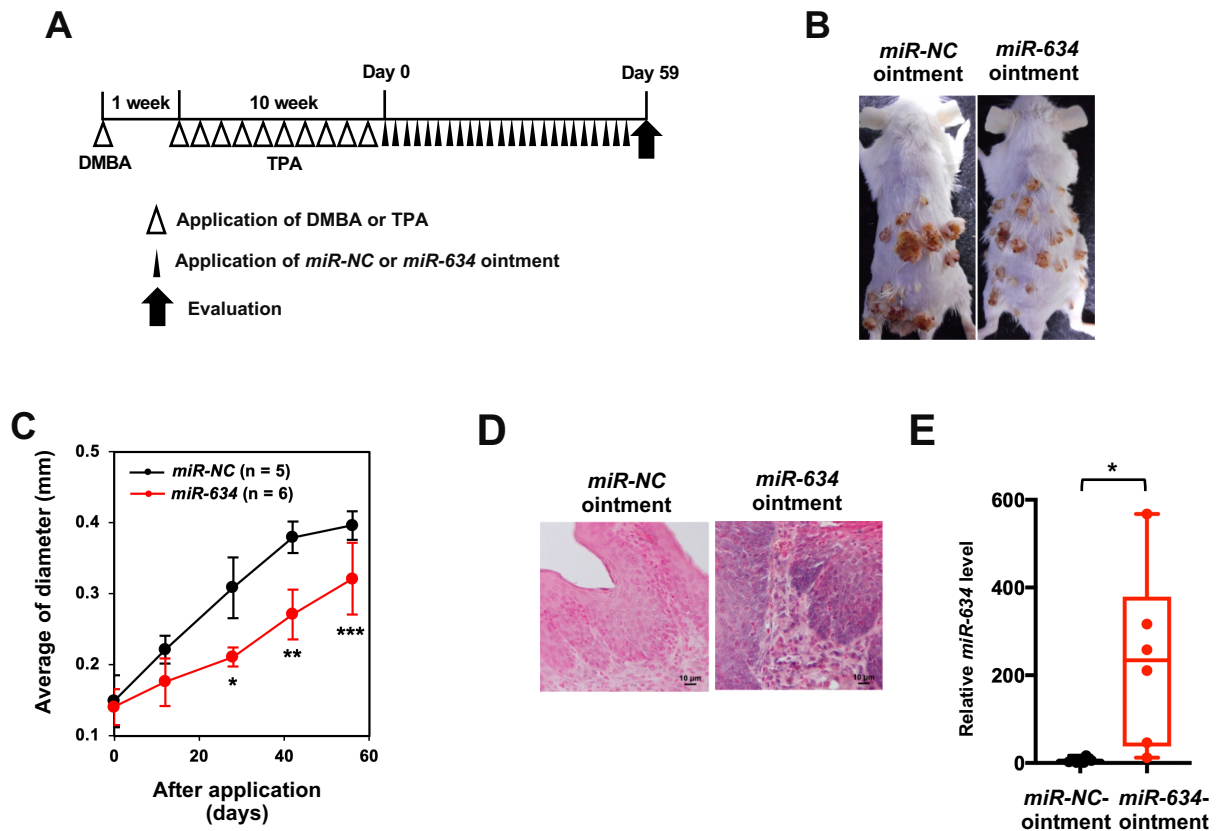 A
Day 0
Day 59
1 week
10 week
DMBA
TPA
Application of DMBA or TPA
Application of miR-NC or miR-634 ointment
Evaluation
B
miR-NC
ointment
miR-634
ointment
C
Average of diameter (mm)
0.5
0.4
0.3
0.2
0.1
miR-NC (n = 5)
miR-634 (n = 6)
*
**
***
0
20
40
60
After application
(days)
D
miR-NC
ointment
miR-634
ointment
10 µm
10 µm
E
*
Relative miR-634 level
600
400
200
0
miR-NC-
ointment
miR-634-
ointment